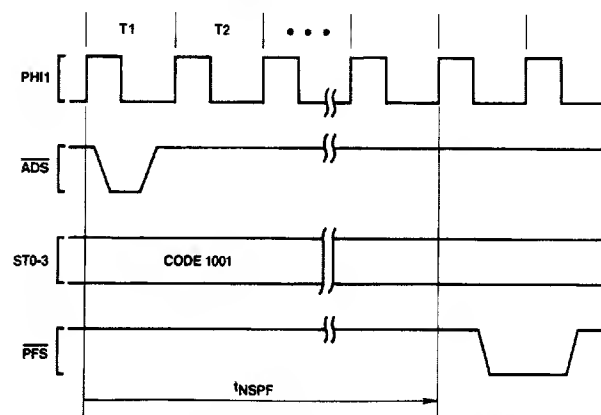 T1 T2 • • •
PHI1
ADS
ST0-3 CODE 1001
PFS
tNSPF